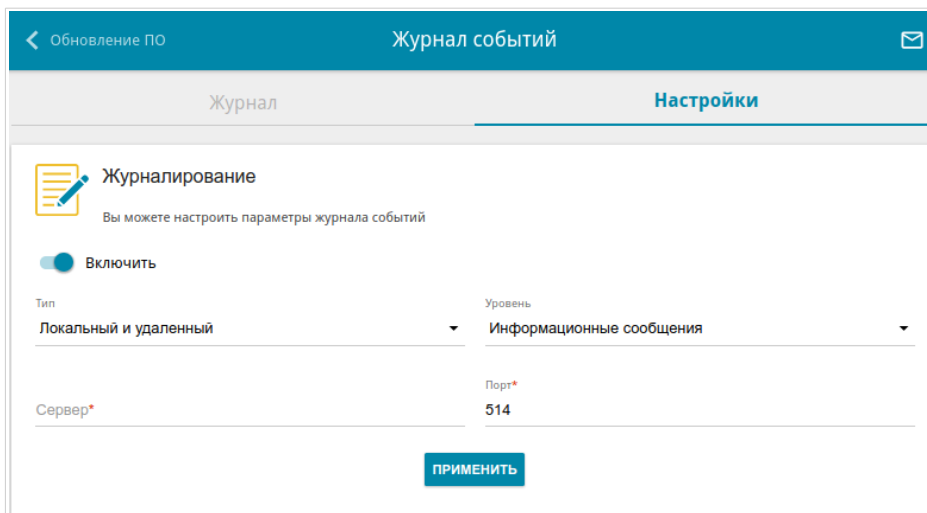 Обновление ПО
Журнал событий
Журнал
Настройки
Журналирование
Вы можете настроить параметры журнала событий
Включить
Тип
Уровень
Локальный и удаленный
Информационные сообщения
Порт*
Сервер*
514
ПРИМЕНИТЬ